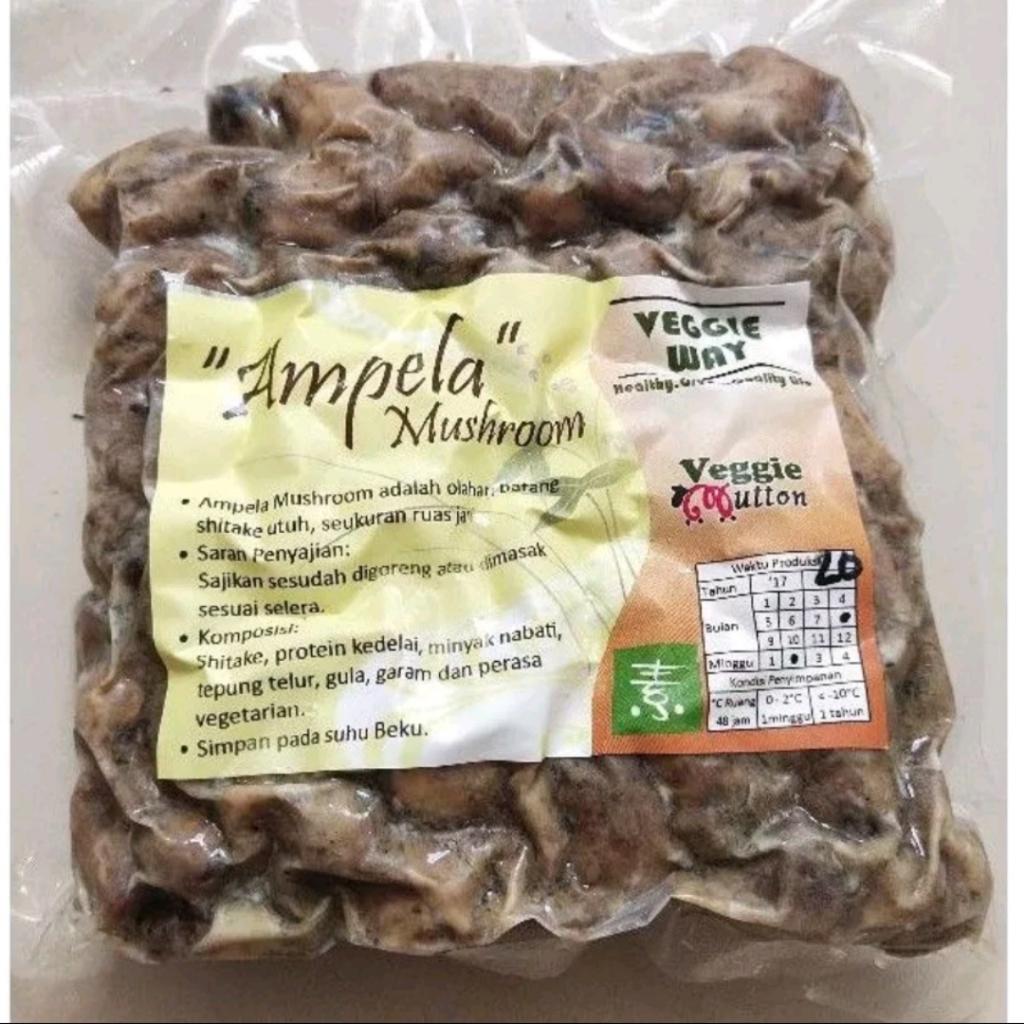 "Ampela"
Mushroom
• Ampela Mushroom adalah olahan batang
shitake utuh, seukuran ruas
• Saran Penyajian:
Sajikan sesudah digoreng atau dimasak
sesuai selera.
• Komposisi:
Shitake, protein kedelai, minyak nabati,
tepung telur, gula, garam dan perasa
vegetarian.
• Simpan pada suhu Beku.
VEGGIE
WAY
Healthy.
Veggie
Mutton
Waktu Produksi
Tahun '17 20
Bulan 1 2 3 4
5 6 7
9 10 11 12
Minggu 1 3 4
Kondisi Penyimpanan
°C Ruang 0- 2°C < -10°C
48 jam 1minggu 1 tahun